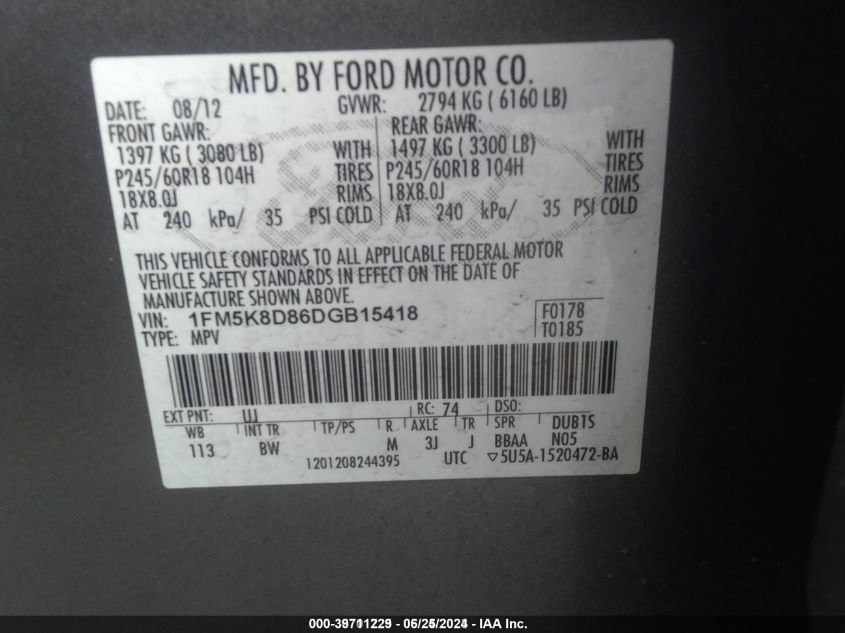 MFD. BY FORD MOTOR CO.
DATE: 08/12 GVWR: 2794 KG ( 6160 LB)
FRONT GAWR: REAR GAWR:
1397 KG ( 3080 LB) WITH 1497 KG ( 3300 LB) WITH
P245/60R18 104H TIRES P245/60R18 104H TIRES
18X8.0J RIMS 18X8.0J RIMS
AT 240 kPa/ 35 PSI COLD AT 240 kPa/ 35 PSI COLD
THIS VEHICLE CONFORMS TO ALL APPLICABLE FEDERAL MOTOR
VEHICLE SAFETY STANDARDS IN EFFECT ON THE DATE OF
MANUFACTURE SHOWN ABOVE.
VIN: 1FM5K8D86DGB15418 F0178
TYPE: MPV T0185
EXT PNT: UJ RC: 74 DSO:
WB INT TR TP/PS R AXLE TR SPR DUB1S
113 BW M 3J J BBAA N05
1201208244395 UTC ▽5U5A-1520472-BA
Ford
000-39711229 - 06/25/2024 - IAAI, Inc.